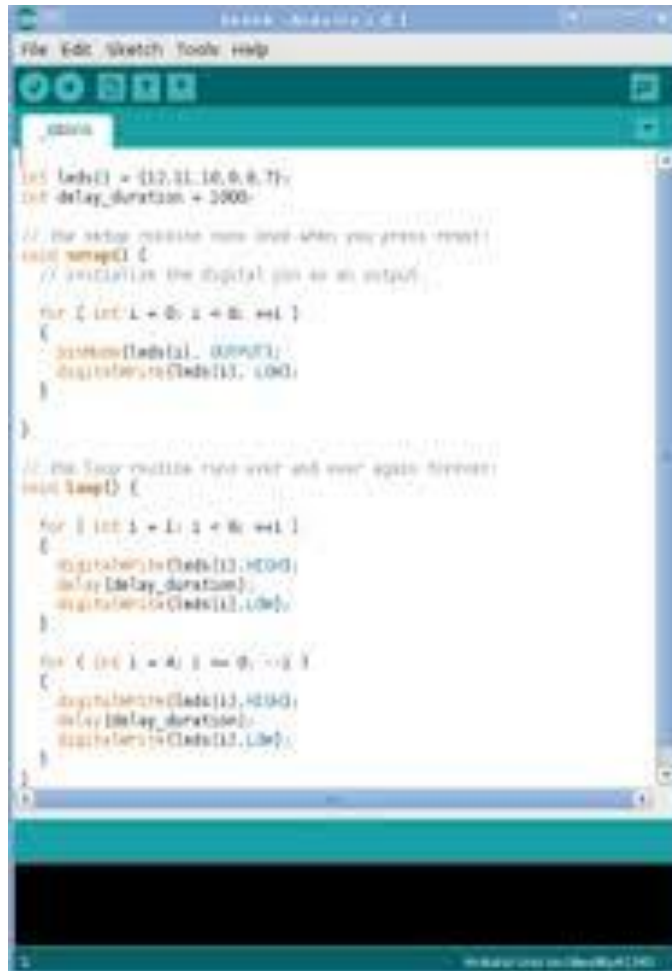 File Edit Sketch Tools Help
int leds[] = {12,11,10,9,8,7};
int delay_duration = 1000;
// the setup routine runs once when you press reset:
void setup() {
// initialize the digital pin as an output.
for ( int i = 0; i < 6; ++i )
{
pinMode(leds[i], OUTPUT);
digitalWrite(leds[i], LOW);
}
}
// the loop routine runs over and over again forever:
void loop() {
for ( int i = 1; i < 6; ++i )
{
digitalWrite(leds[i],HIGH);
delay(delay_duration);
digitalWrite(leds[i],LOW);
}
for ( int i = 4; i >= 0; --i )
{
digitalWrite(leds[i],HIGH);
delay(delay_duration);
digitalWrite(leds[i],LOW);
}
}